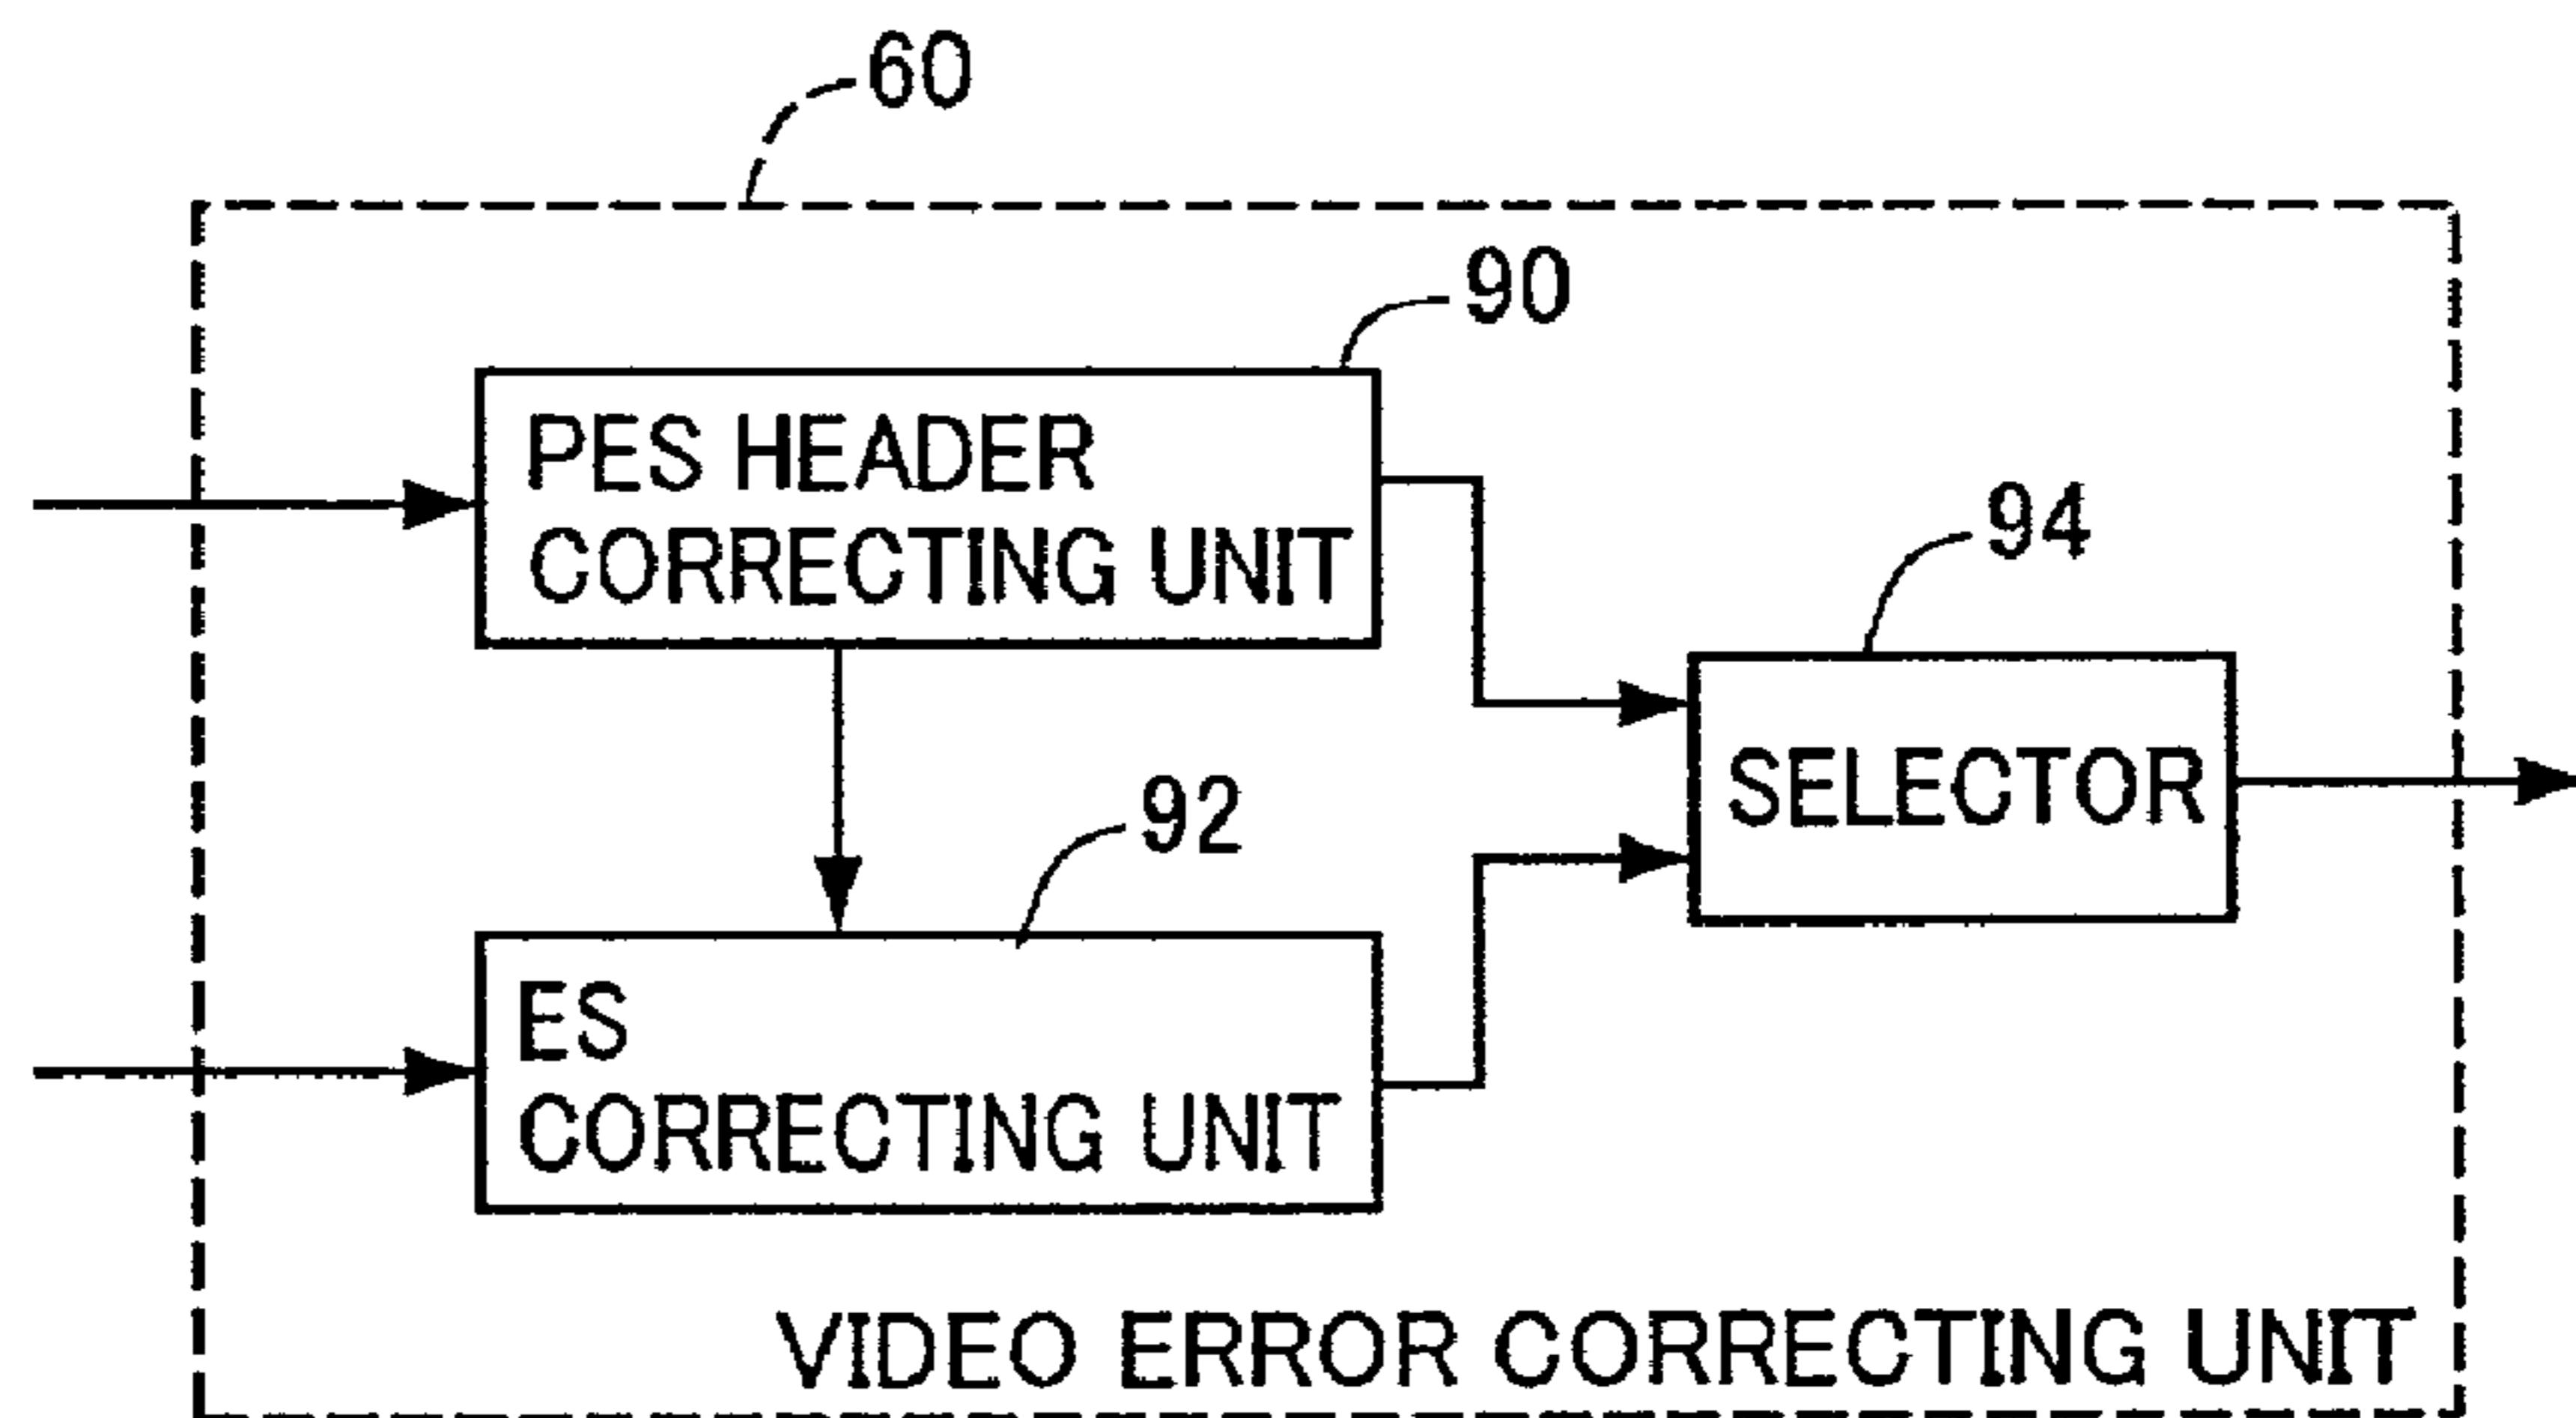 60
90
PES HEADER
CORRECTING UNIT
94
SELECTOR
92
ES
CORRECTING UNIT
VIDEO ERROR CORRECTING UNIT